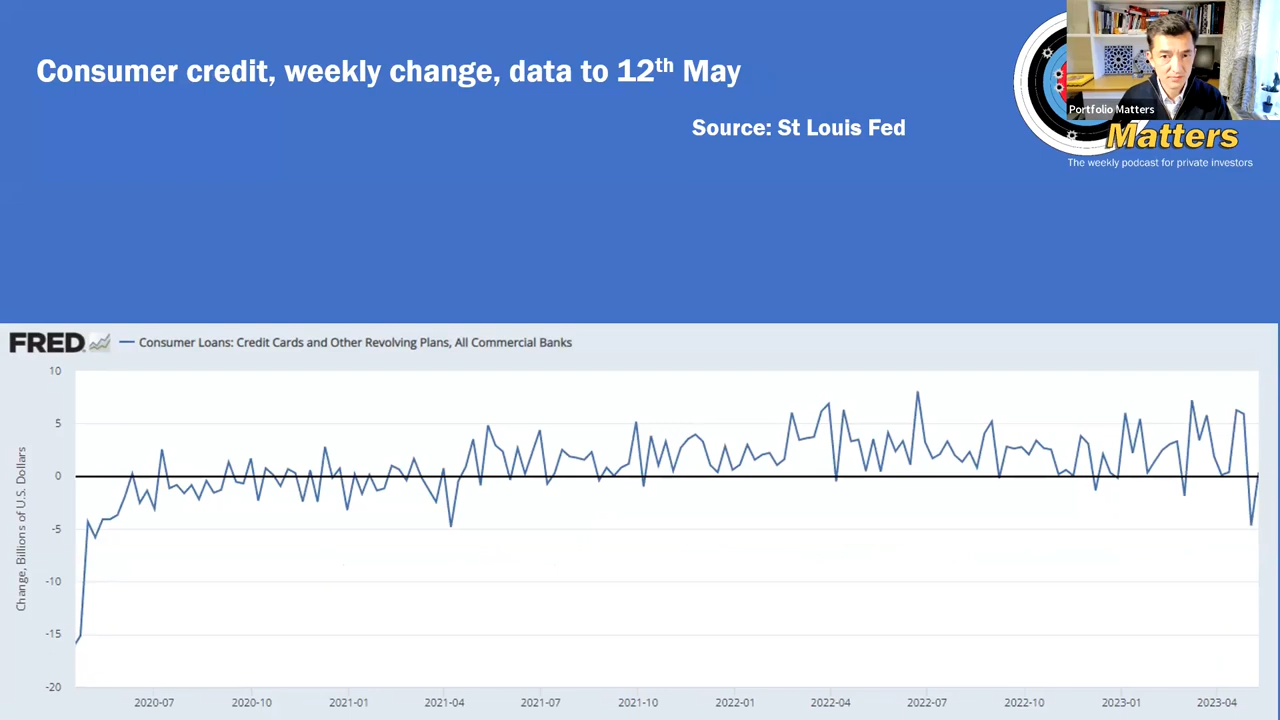 Consumer credit, weekly change, data to 12th May
Source: St Louis Fed
Portfolio Matters
Matters
The weekly podcast for private investors
FRED
Consumer Loans: Credit Cards and Other Revolving Plans, All Commercial Banks
Change, Billions of U.S. Dollars
10
5
0
-5
-10
-15
-20
2020-07 2020-10 2021-01 2021-04 2021-07 2021-10 2022-01 2022-04 2022-07 2022-10 2023-01 2023-04